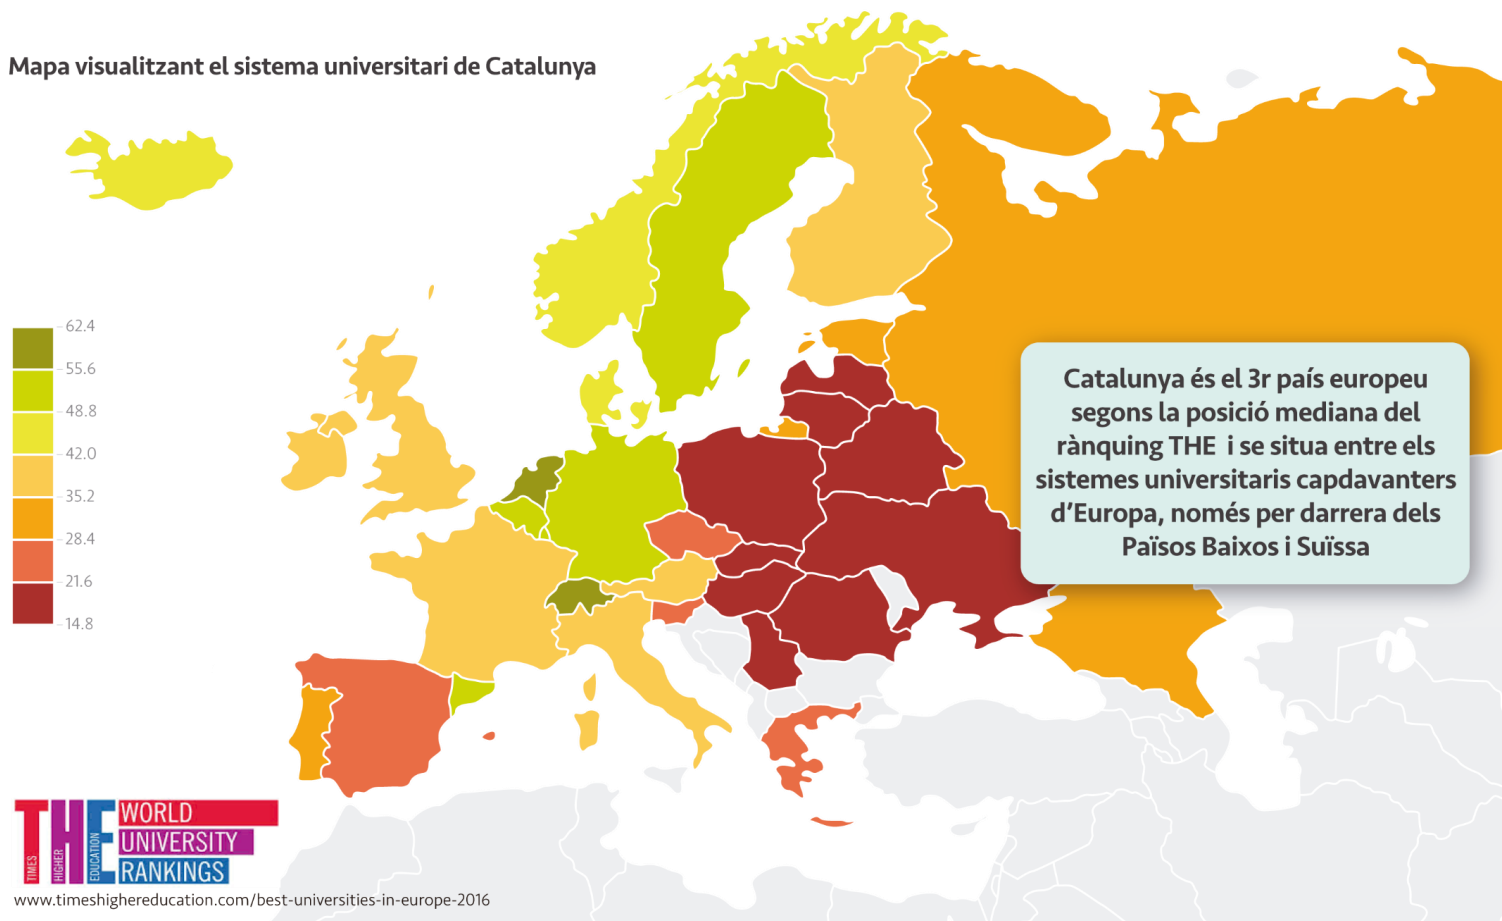 Mapa visualitzant el sistema universitari de Catalunya
62.4
55.6
48.8
42.0
35.2
28.4
21.6
14.8
Catalunya és el 3r país europeu
segons la posició mediana del
rànquing THE i se situa entre els
sistemes universitaris capdavanters
d'Europa, només per darrera dels
Països Baixos i Suïssa
THE
TIMES
HIGHER
EDUCATION
WORLD
UNIVERSITY
RANKINGS
www.timeshighereducation.com/best-universities-in-europe-2016